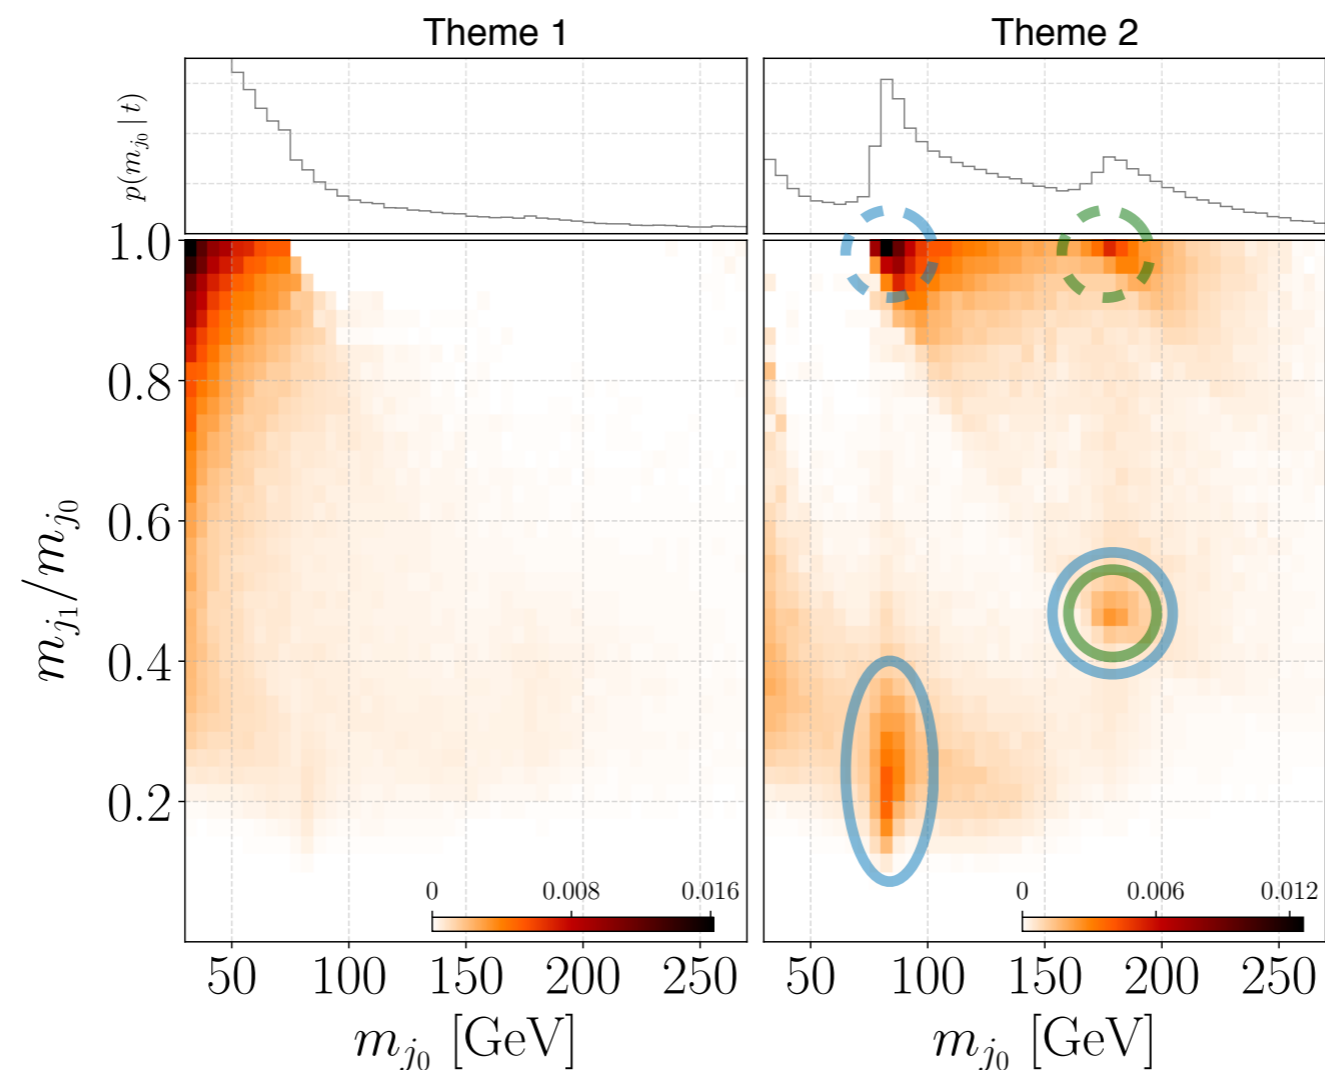 Theme 1 Theme 2
p(m_{j_0} | t)
1.0
0.8
0.6
0.4
0.2
m_{j_1}/m_{j_0}
0 0.008 0.016 0 0.006 0.012
50 100 150 200 250 50 100 150 200 250
m_{j_0} [GeV] m_{j_0} [GeV]